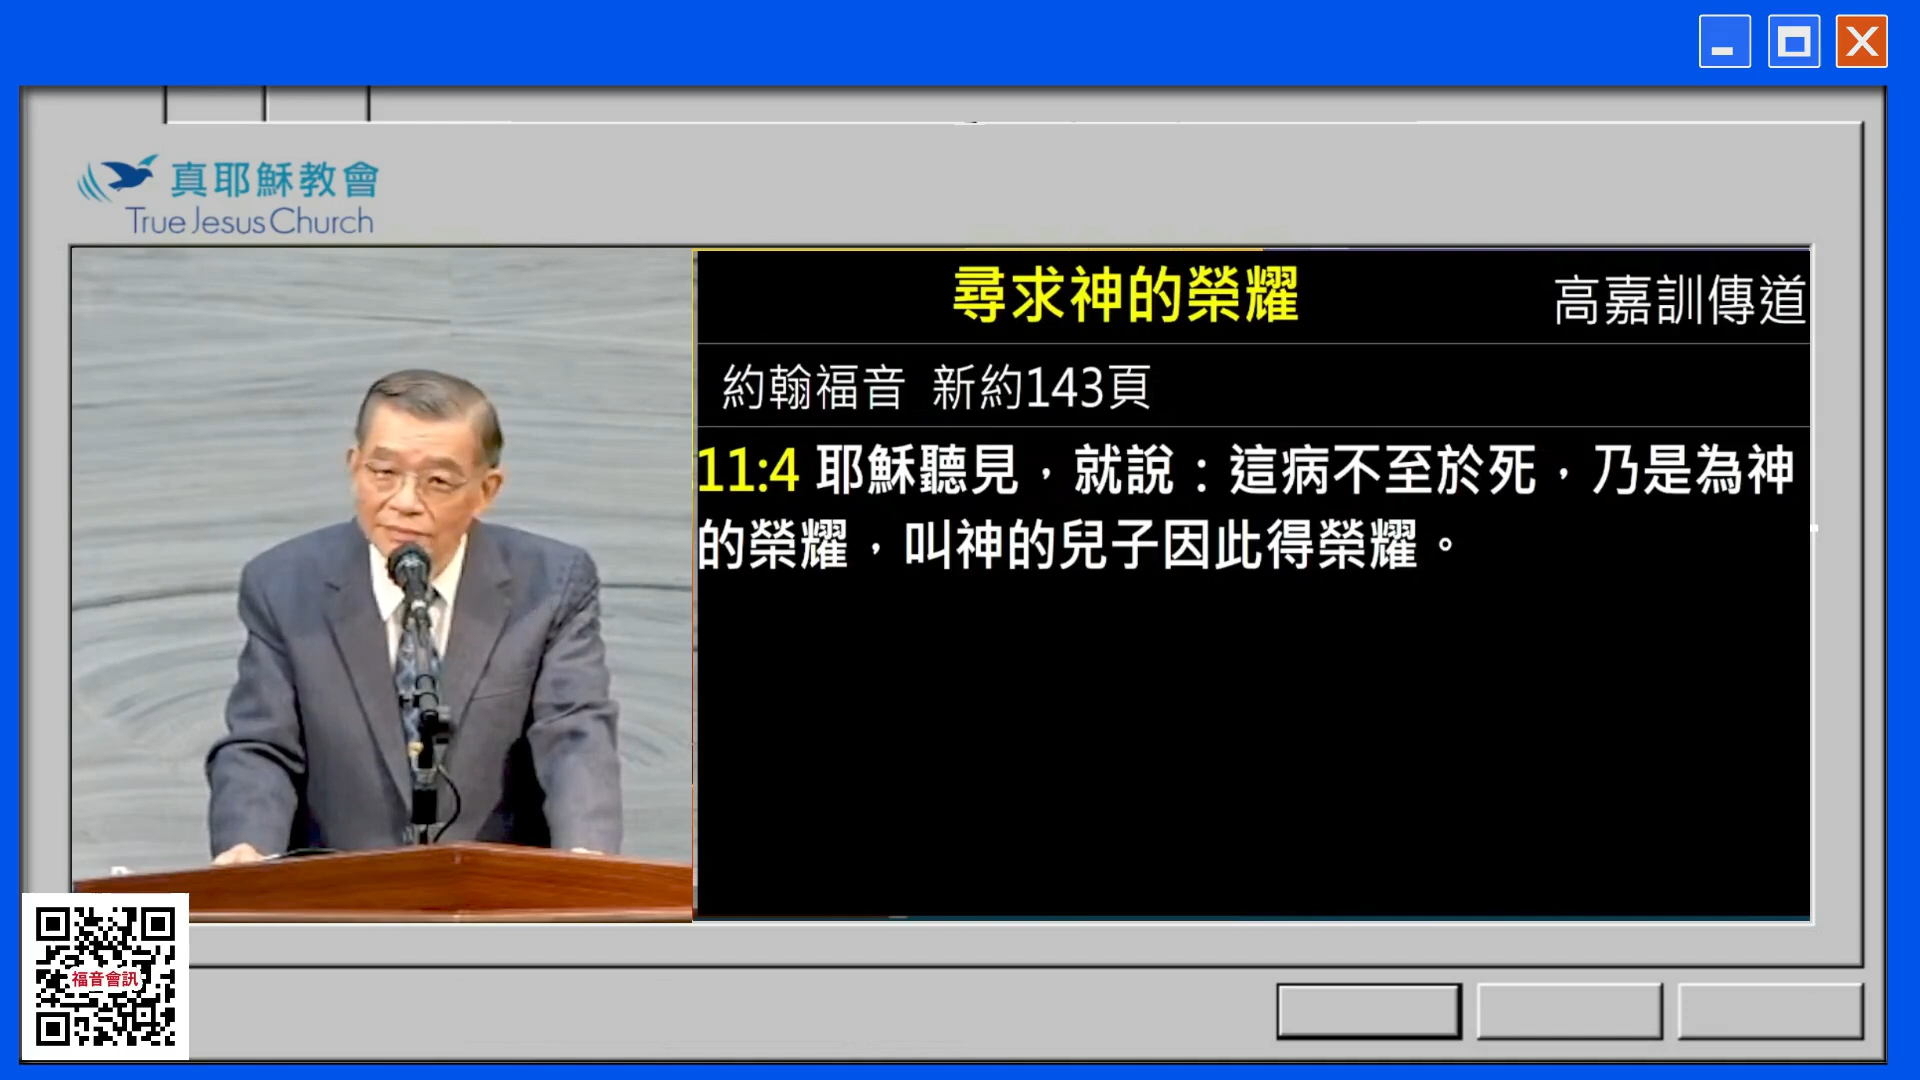 真耶穌教會
True Jesus Church
尋求神的榮耀
高嘉訓傳道
約翰福音 新約143頁
11:4 耶穌聽見，就說：這病不至於死，乃是為神
的榮耀，叫神的兒子因此得榮耀。
福音會訊